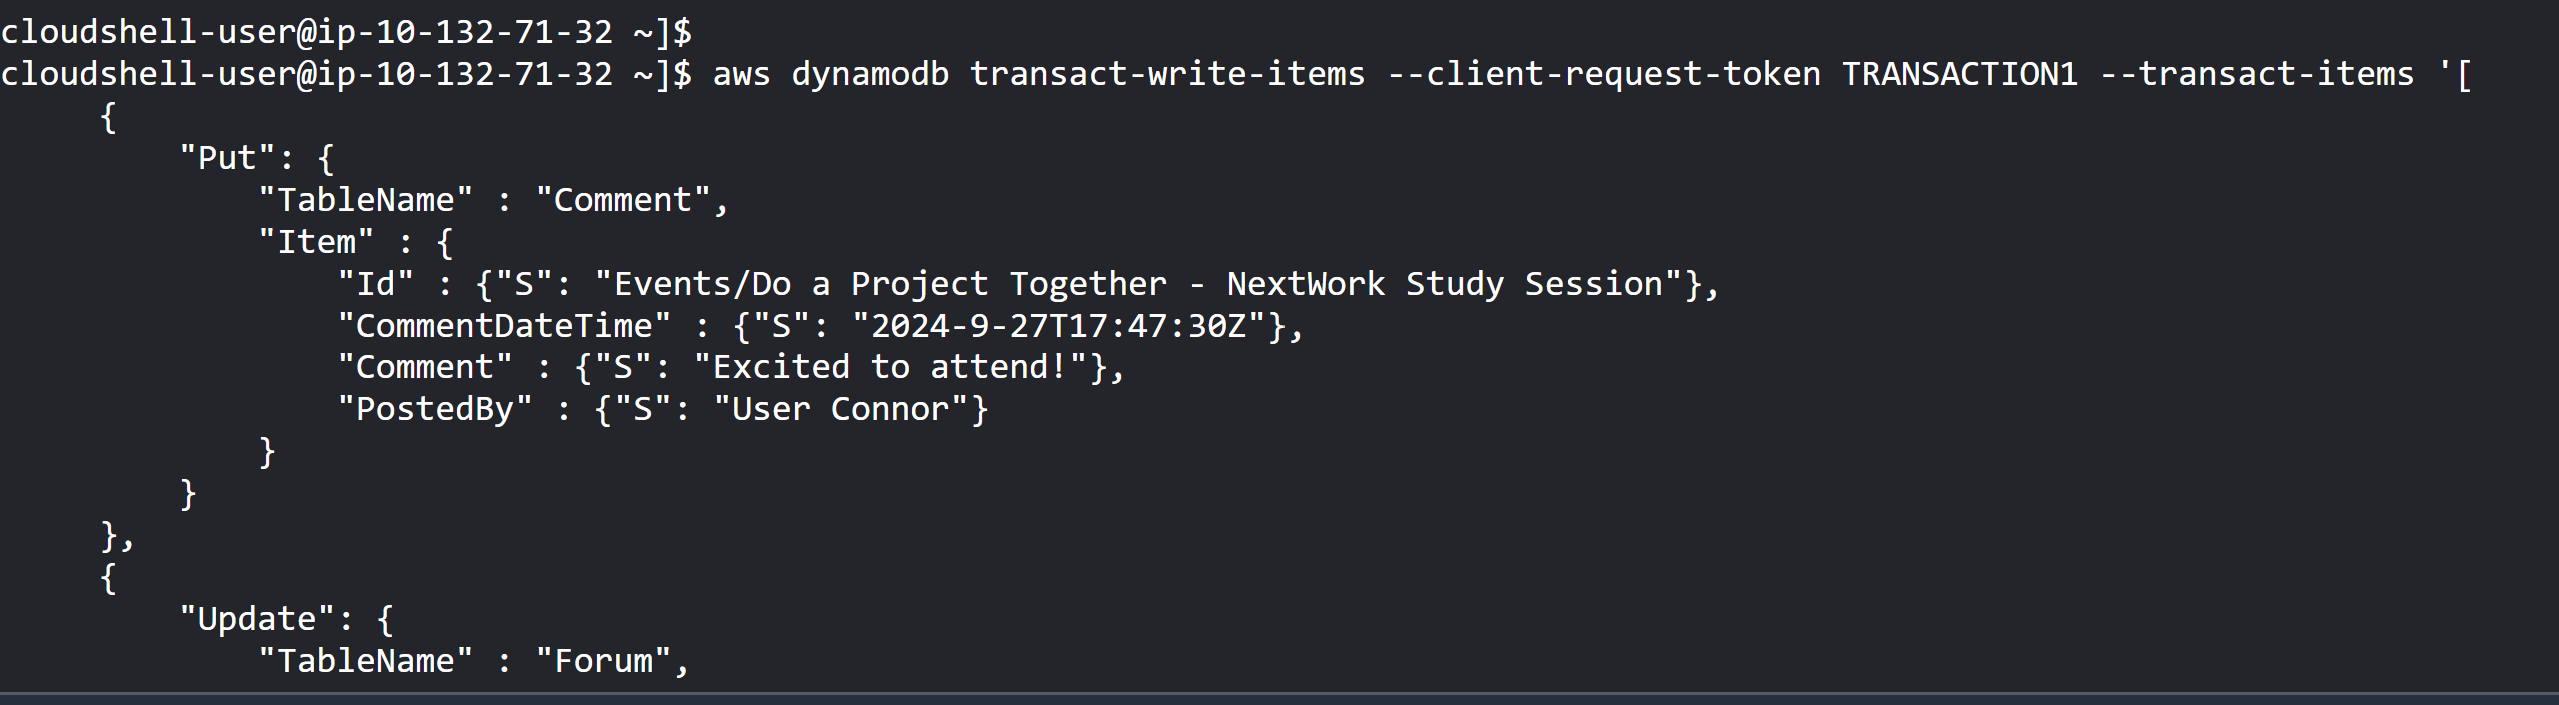 cloudshell-user@ip-10-132-71-32 ~]$
cloudshell-user@ip-10-132-71-32 ~]$ aws dynamodb transact-write-items --client-request-token TRANSACTION1 --transact-items '[
{
"Put": {
"TableName" : "Comment",
"Item" : {
"Id" : {"S": "Events/Do a Project Together - NextWork Study Session"},
"CommentDateTime" : {"S": "2024-9-27T17:47:30Z"},
"Comment" : {"S": "Excited to attend!"},
"PostedBy" : {"S": "User Connor"}
}
}
},
{
"Update": {
"TableName" : "Forum",